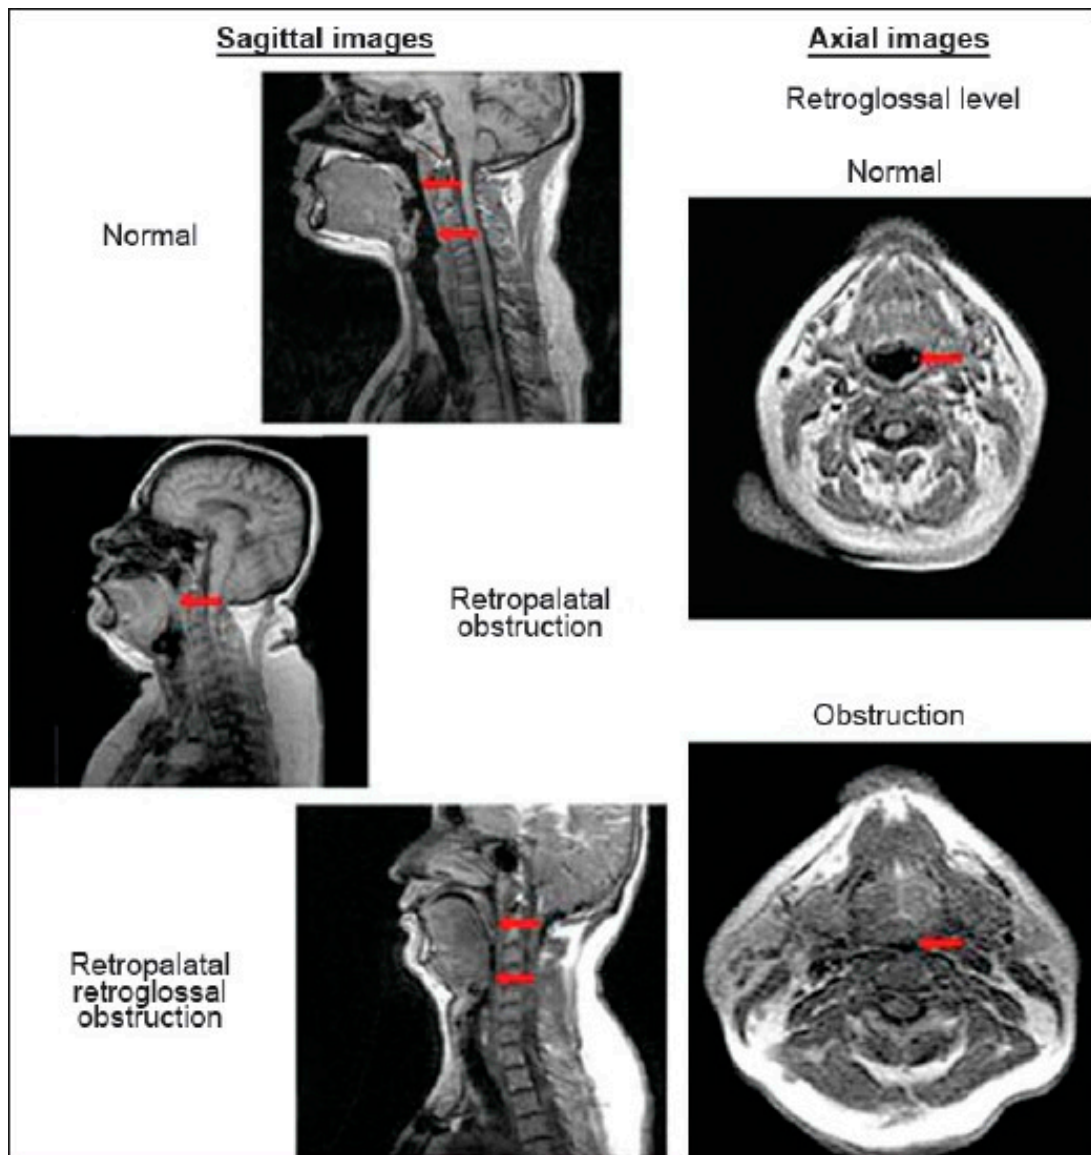 Sagittal images
Axial images
Retroglossal level
Normal
Normal
Retropalatal
obstruction
Obstruction
Retropalatal
retroglossal
obstruction